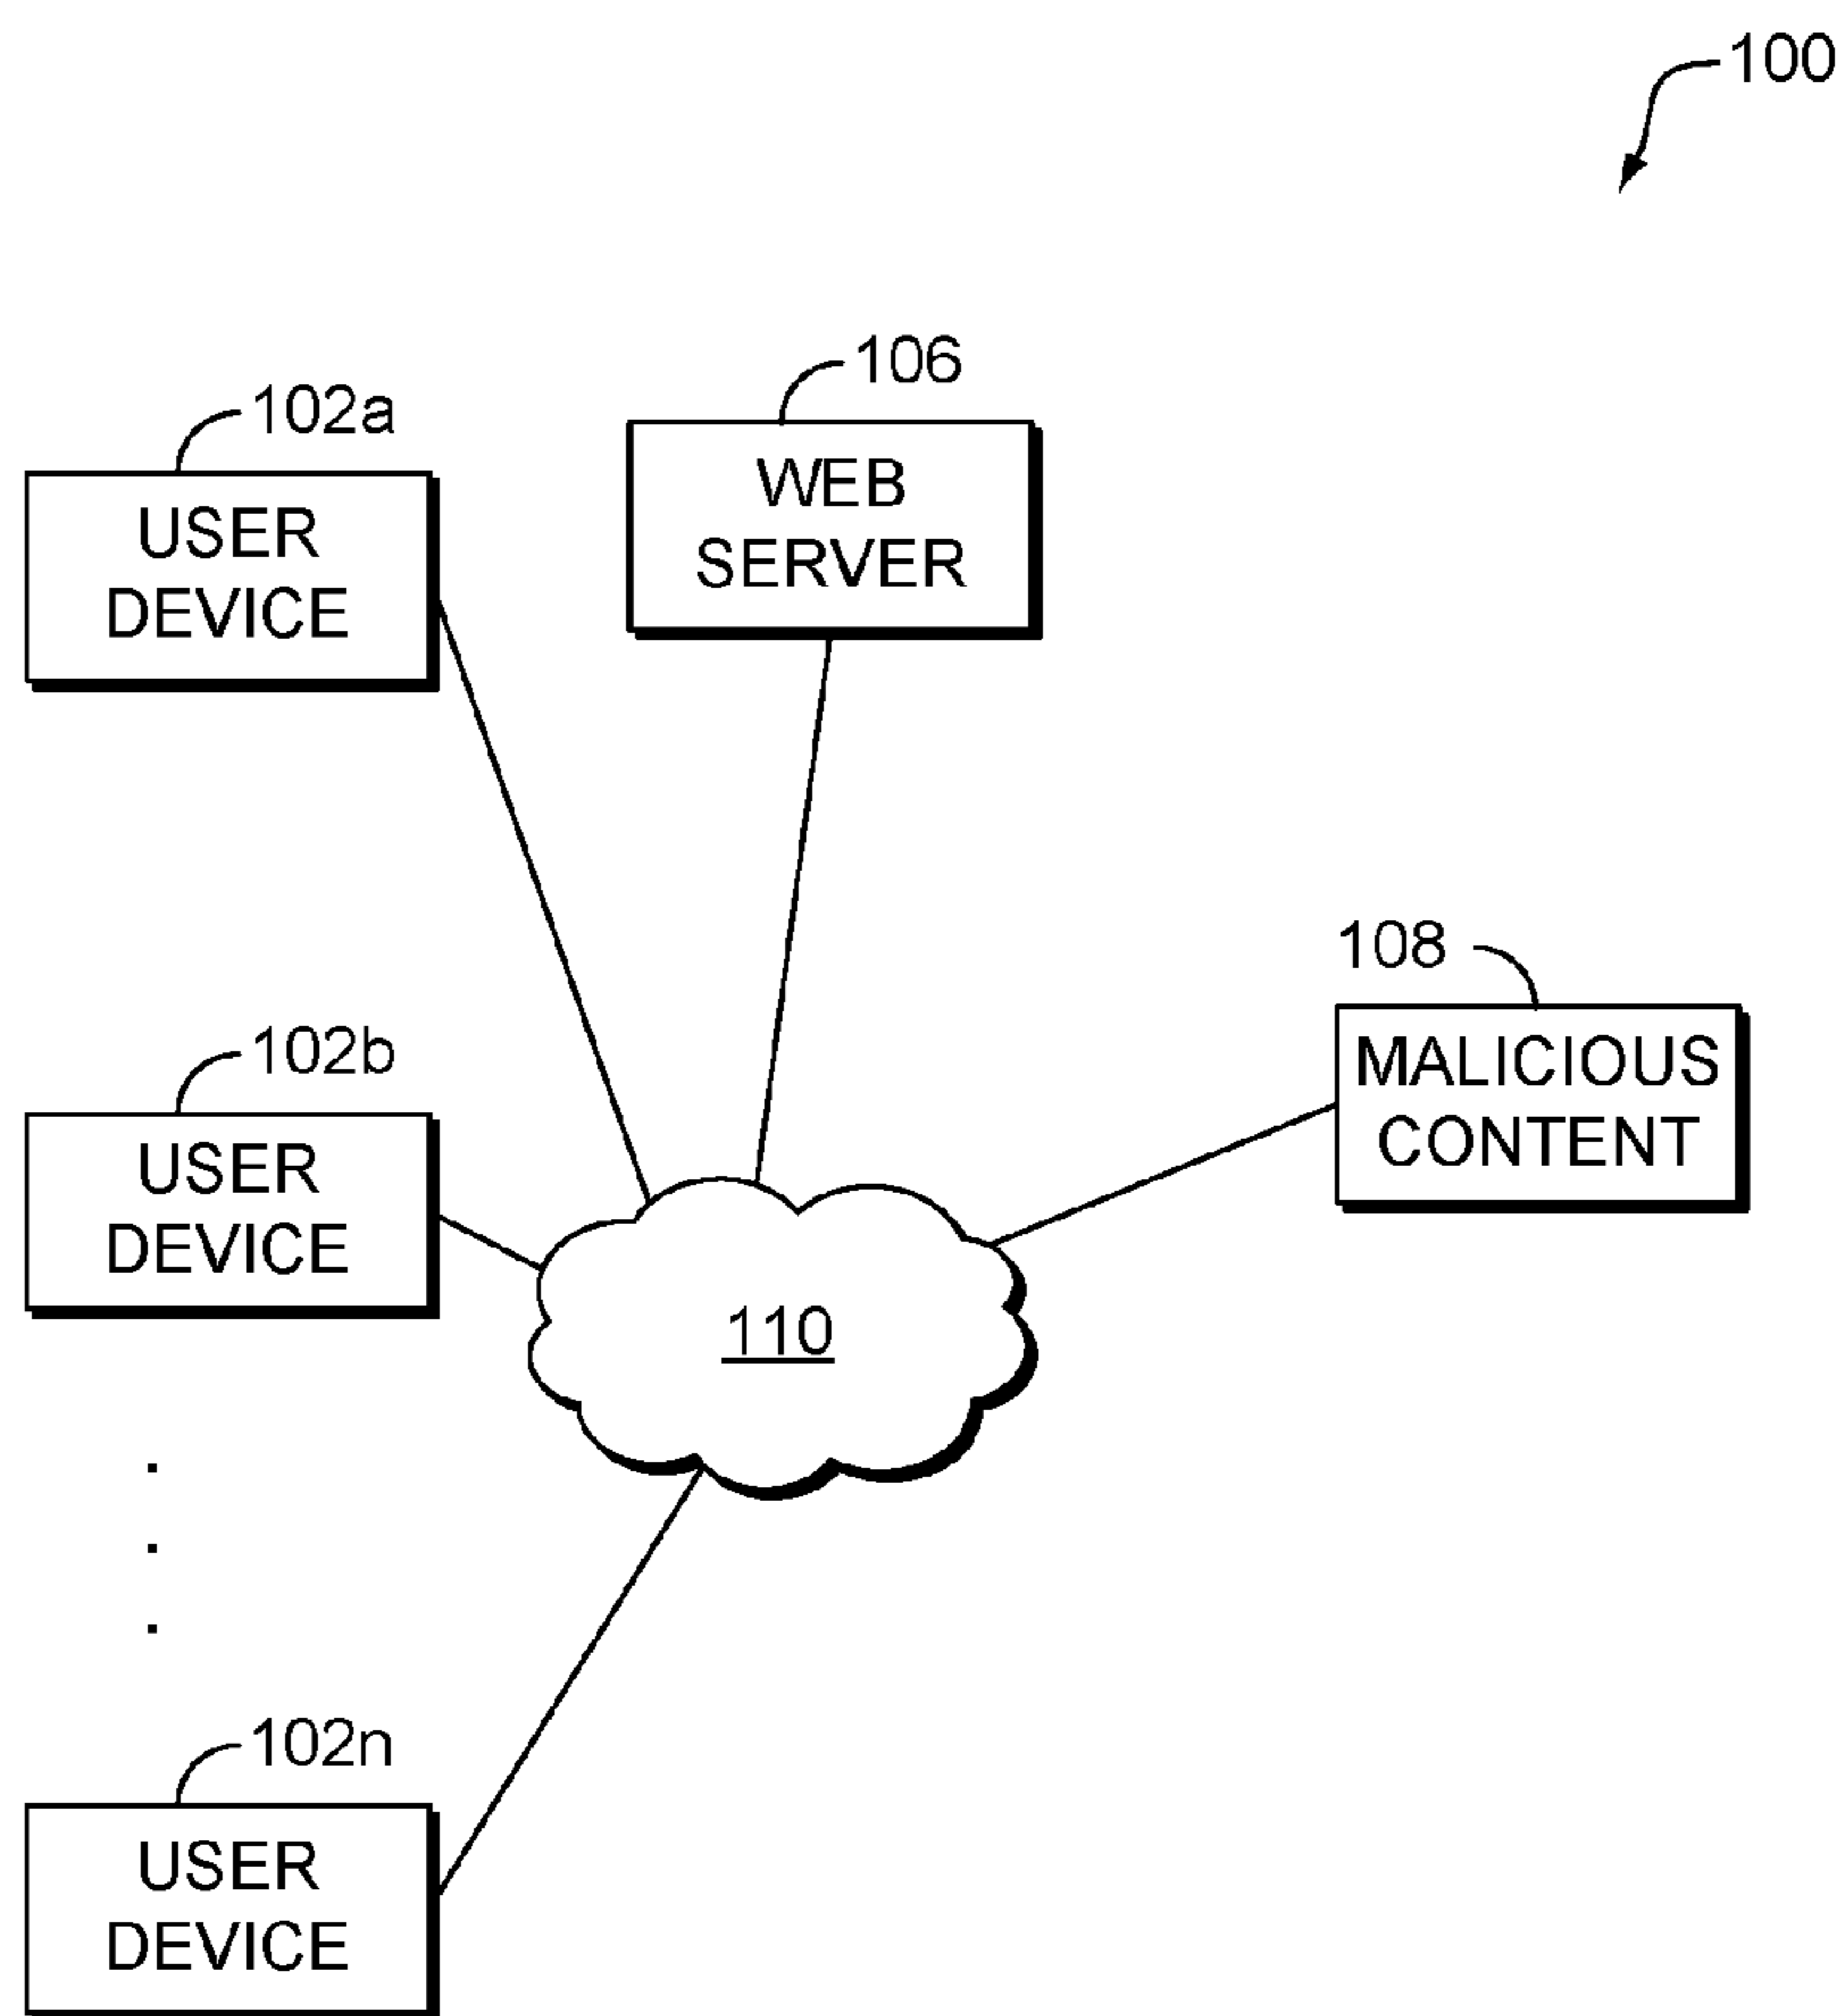 100
106
102a
WEB
SERVER
USER
DEVICE
108
MALICIOUS
CONTENT
102b
USER
DEVICE
110
102n
USER
DEVICE